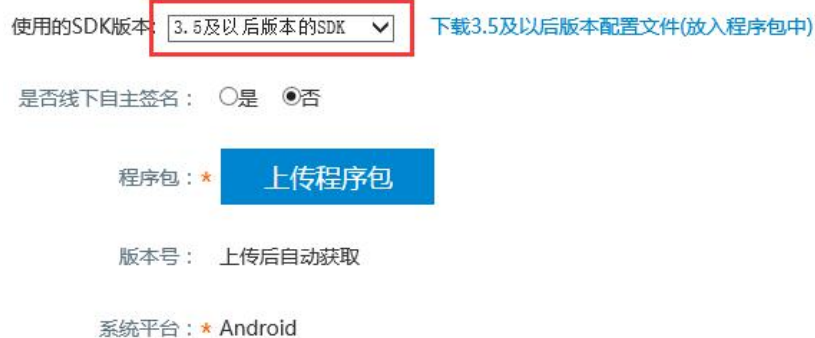 使用的SDK版本: 3.5及以后版本的SDK 下载3.5及以后版本配置文件(放入程序包中)
是否线下自主签名： 是 否
程序包：* 上传程序包
版本号： 上传后自动获取
系统平台：* Android